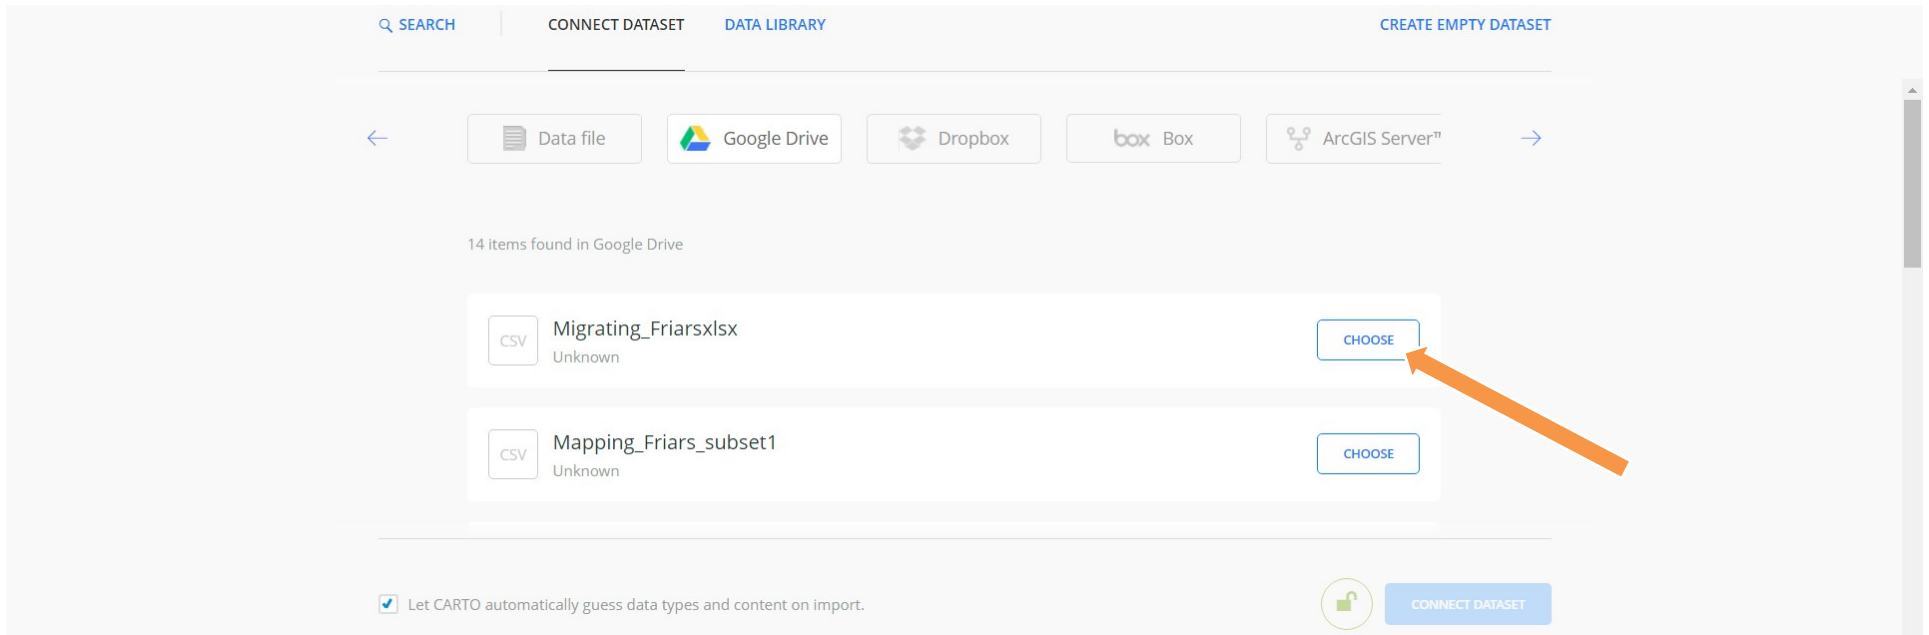 SEARCH CONNECT DATASET DATA LIBRARY CREATE EMPTY DATASET
Data file Google Drive Dropbox box Box ArcGIS Server™
14 items found in Google Drive
CSV Migrating_Friarsxlsx CHOOSE
Unknown
CSV Mapping_Friars_subset1 CHOOSE
Unknown
Let CARTO automatically guess data types and content on import. CONNECT DATASET